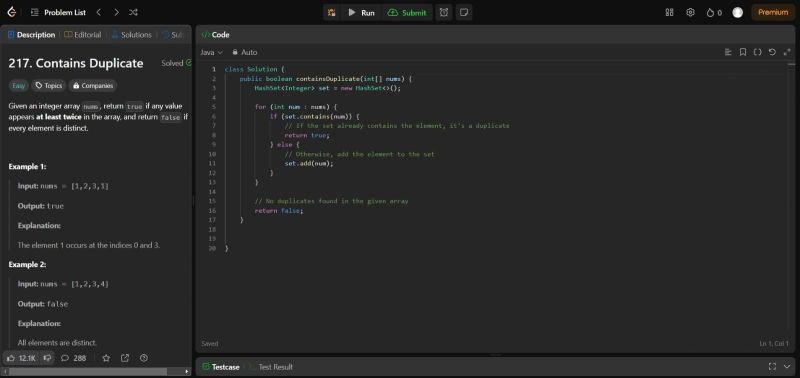 Problem List
Run
Submit
0
Premium
Description
Editorial
Solutions
Sub
217. Contains Duplicate
Solved
Easy
Topics
Companies
Given an integer array nums, return true if any value
appears at least twice in the array, and return false if
every element is distinct.
Example 1:
Input: nums = [1,2,3,1]
Output: true
Explanation:
The element 1 occurs at the indices 0 and 3.
Example 2:
Input: nums = [1,2,3,4]
Output: false
Explanation:
All elements are distinct.
12.1K
288
</>Code
Java
Auto
1 class Solution {
2 public boolean containsDuplicate(int[] nums) {
3 HashSet<Integer> set = new HashSet<>();
4
5 for (int num : nums) {
6 if (set.contains(num)) {
7 // If the set already contains the element, it's a duplicate
8 return true;
9 } else {
10 // Otherwise, add the element to the set
11 set.add(num);
12 }
13 }
14
15 // No duplicates found in the given array
16 return false;
17 }
18
19
20 }
Saved
Ln 1, Col 1
Testcase
Test Result